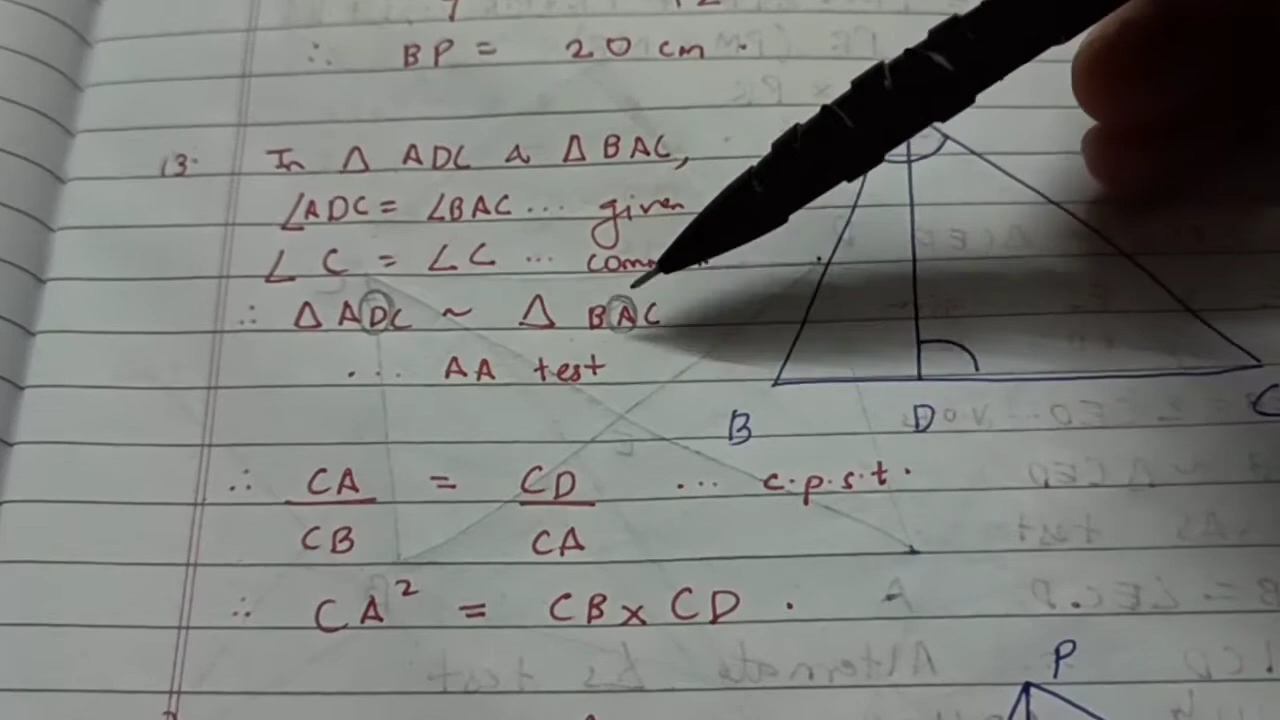 ∴ BP = 20 cm.
13. In Δ ADC & Δ BAC,
∠ADC = ∠BAC ... given
∠C = ∠C ...
∴ Δ ADC ~ Δ BAC
... AA test
B D C
∴ CA/CB = CD/CA ... c.p.s.t.
∴ CA² = CB x CD .
P